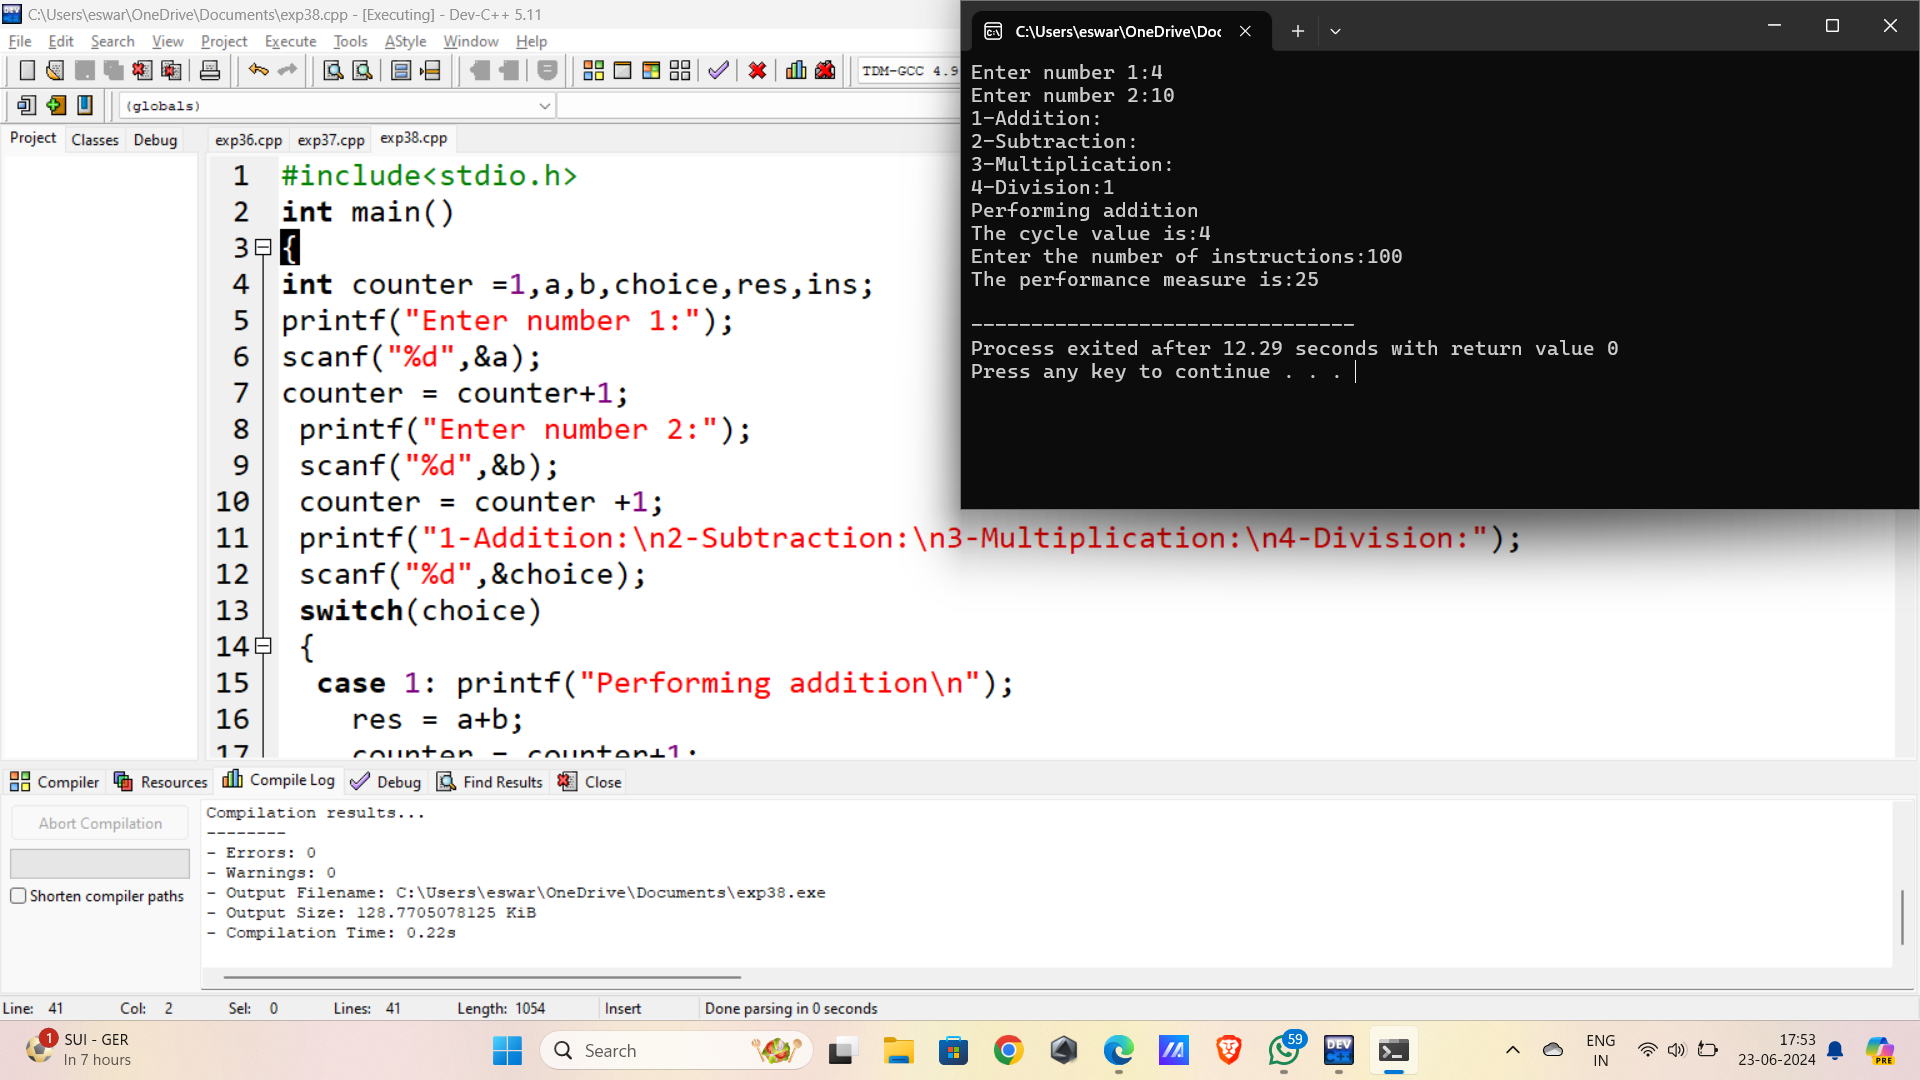 C:\Users\eswar\OneDrive\Documents\exp38.cpp - [Executing] - Dev-C++ 5.11
File Edit Search View Project Execute Tools AStyle Window Help
TDM-GCC 4.9
(globals)
Project Classes Debug
exp36.cpp exp37.cpp exp38.cpp
1 #include<stdio.h>
2 int main()
3 {
4 int counter =1,a,b,choice,res,ins;
5 printf("Enter number 1:");
6 scanf("%d",&a);
7 counter = counter+1;
8 printf("Enter number 2:");
9 scanf("%d",&b);
10 counter = counter +1;
11 printf("1-Addition:\n2-Subtraction:\n3-Multiplication:\n4-Division:");
12 scanf("%d",&choice);
13 switch(choice)
14 {
15 case 1: printf("Performing addition\n");
16 res = a+b;
17 counter = counter+1;
C:\Users\eswar\OneDrive\Doc
Enter number 1:4
Enter number 2:10
1-Addition:
2-Subtraction:
3-Multiplication:
4-Division:1
Performing addition
The cycle value is:4
Enter the number of instructions:100
The performance measure is:25
--------------------------------
Process exited after 12.29 seconds with return value 0
Press any key to continue . . .
Compiler Resources Compile Log Debug Find Results Close
Abort Compilation
Shorten compiler paths
Compilation results...
--------
- Errors: 0
- Warnings: 0
- Output Filename: C:\Users\eswar\OneDrive\Documents\exp38.exe
- Output Size: 128.7705078125 KiB
- Compilation Time: 0.22s
Line: 41 Col: 2 Sel: 0 Lines: 41 Length: 1054 Insert Done parsing in 0 seconds
1
SUI - GER
In 7 hours
Search
59
DEV C++
ENG
IN
17:53
23-06-2024
PRE